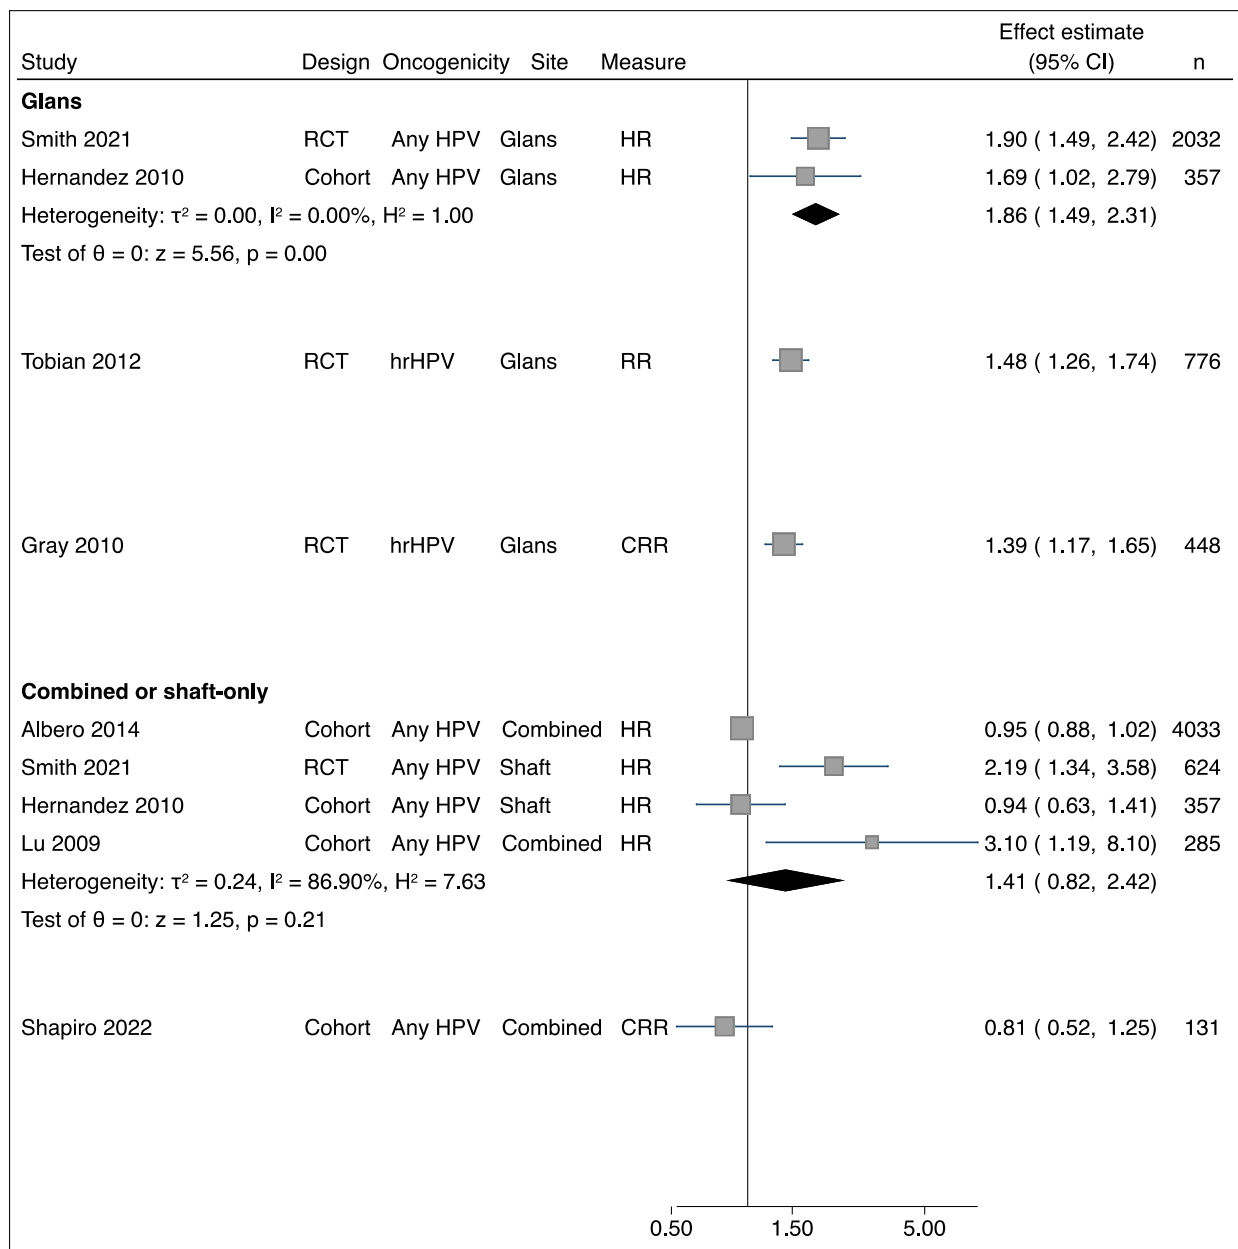 Effect estimate
Study Design Oncogenicity Site Measure (95% CI) n
Glans
Smith 2021 RCT Any HPV Glans HR 1.90 ( 1.49, 2.42) 2032
Hernandez 2010 Cohort Any HPV Glans HR 1.69 ( 1.02, 2.79) 357
Heterogeneity: τ² = 0.00, I² = 0.00%, H² = 1.00 1.86 ( 1.49, 2.31)
Test of θ = 0: z = 5.56, p = 0.00
Tobian 2012 RCT hrHPV Glans RR 1.48 ( 1.26, 1.74) 776
Gray 2010 RCT hrHPV Glans CRR 1.39 ( 1.17, 1.65) 448
Combined or shaft-only
Albero 2014 Cohort Any HPV Combined HR 0.95 ( 0.88, 1.02) 4033
Smith 2021 RCT Any HPV Shaft HR 2.19 ( 1.34, 3.58) 624
Hernandez 2010 Cohort Any HPV Shaft HR 0.94 ( 0.63, 1.41) 357
Lu 2009 Cohort Any HPV Combined HR 3.10 ( 1.19, 8.10) 285
Heterogeneity: τ² = 0.24, I² = 86.90%, H² = 7.63 1.41 ( 0.82, 2.42)
Test of θ = 0: z = 1.25, p = 0.21
Shapiro 2022 Cohort Any HPV Combined CRR 0.81 ( 0.52, 1.25) 131
0.50 1.50 5.00